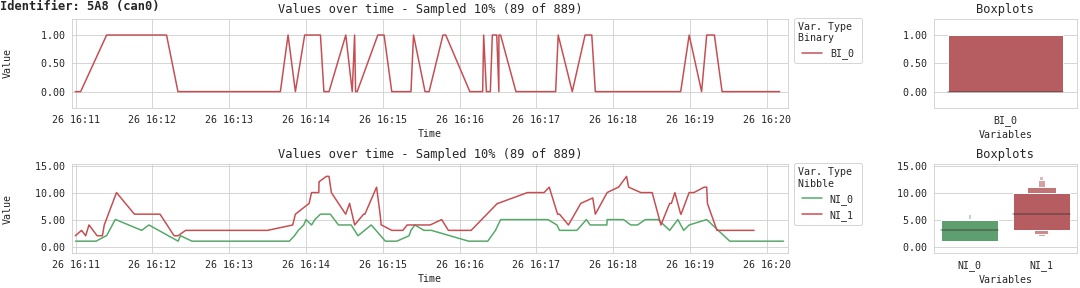 Identifier: 5A8 (can0)
Values over time - Sampled 10% (89 of 889)
Value
1.00
0.50
0.00
26 16:11 26 16:12 26 16:13 26 16:14 26 16:15 26 16:16 26 16:17 26 16:18 26 16:19 26 16:20
Time
Var. Type
Binary
BI_0
Boxplots
1.00
0.50
0.00
BI_0
Variables
Values over time - Sampled 10% (89 of 889)
Value
15.00
10.00
5.00
0.00
26 16:11 26 16:12 26 16:13 26 16:14 26 16:15 26 16:16 26 16:17 26 16:18 26 16:19 26 16:20
Time
Var. Type
Nibble
NI_0
NI_1
Boxplots
15.00
10.00
5.00
0.00
NI_0 NI_1
Variables